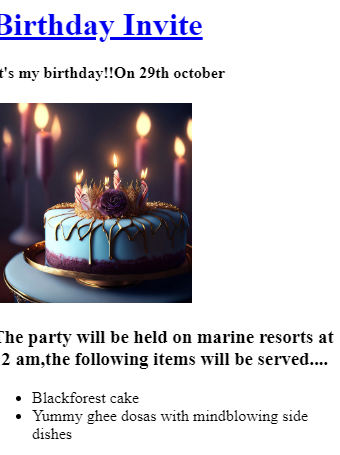 Birthday Invite
t's my birthday!!On 29th october
The party will be held on marine resorts at
2 am,the following items will be served....
Blackforest cake
Yummy ghee dosas with mindblowing side
dishes